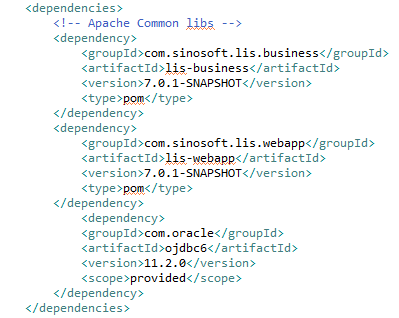 <dependencies>
<!-- Apache Common libs -->
<dependency>
<groupId>com.sinosoft.lis.business</groupId>
<artifactId>lis-business</artifactId>
<version>7.0.1-SNAPSHOT</version>
<type>pom</type>
</dependency>
<dependency>
<groupId>com.sinosoft.lis.webapp</groupId>
<artifactId>lis-webapp</artifactId>
<version>7.0.1-SNAPSHOT</version>
<type>pom</type>
</dependency>
<dependency>
<groupId>com.oracle</groupId>
<artifactId>ojdbc6</artifactId>
<version>11.2.0</version>
<scope>provided</scope>
</dependency>
</dependencies>